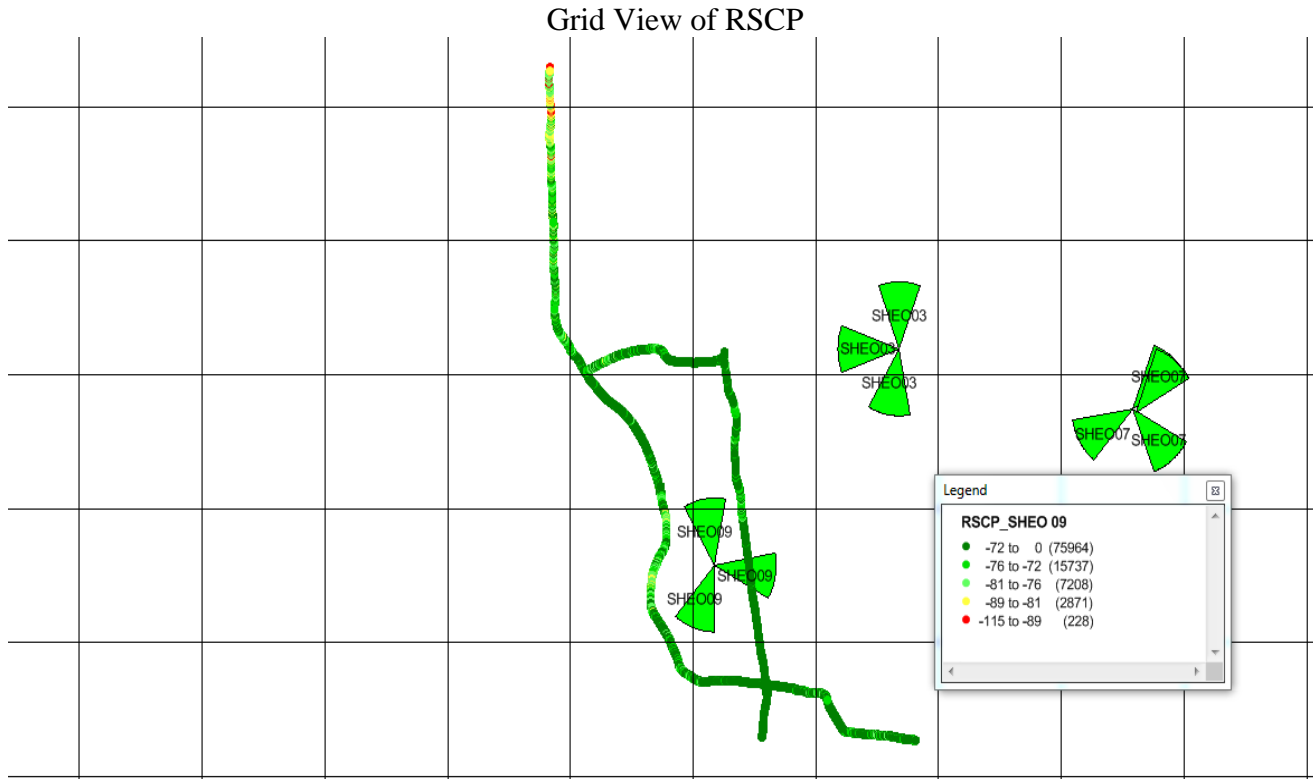 Grid View of RSCP
SHEO03
SHEO03
SHEO03
SHEO07
SHEO07
SHEO07
SHEO09
SHEO09
SHEO09
Legend
RSCP_SHEO 09
-72 to 0 (75964)
-76 to -72 (15737)
-81 to -76 (7208)
-89 to -81 (2871)
-115 to -89 (228)